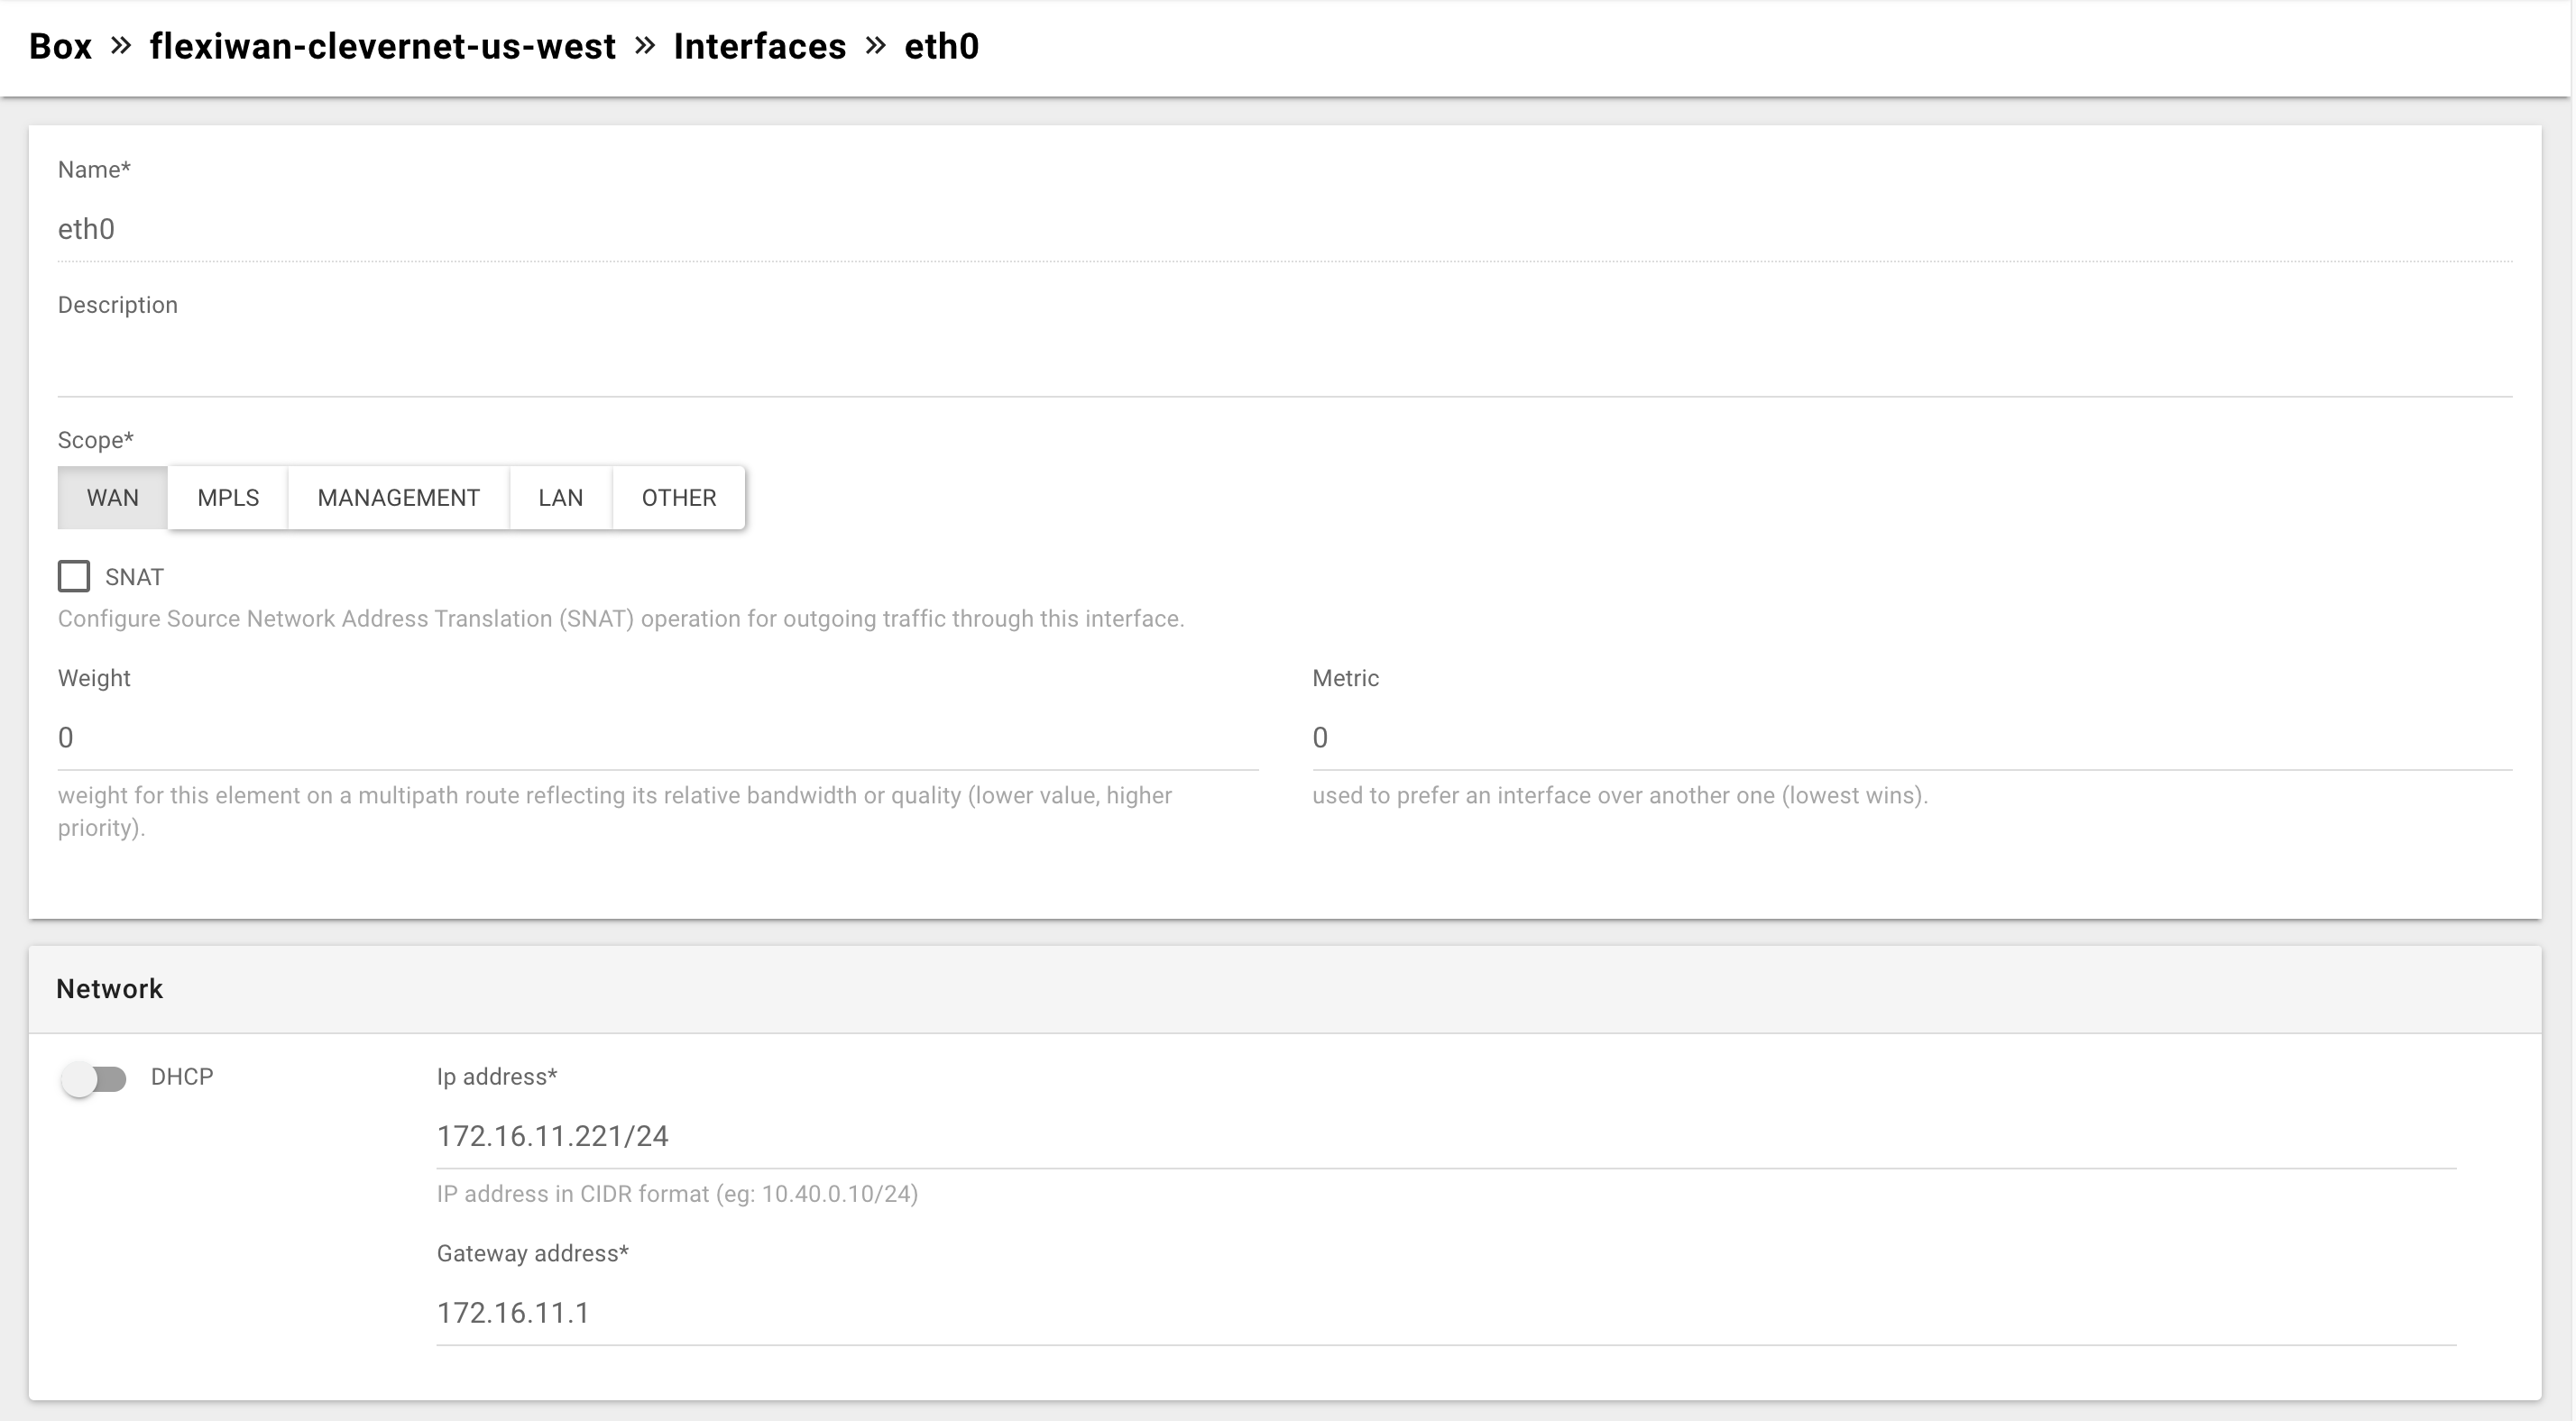 Box » flexiwan-clevernet-us-west » Interfaces » eth0
Name*
eth0
Description
Scope*
WAN MPLS MANAGEMENT LAN OTHER
SNAT
Configure Source Network Address Translation (SNAT) operation for outgoing traffic through this interface.
Weight Metric
0 0
weight for this element on a multipath route reflecting its relative bandwidth or quality (lower value, higher used to prefer an interface over another one (lowest wins).
priority).
Network
DHCP Ip address*
172.16.11.221/24
IP address in CIDR format (eg: 10.40.0.10/24)
Gateway address*
172.16.11.1